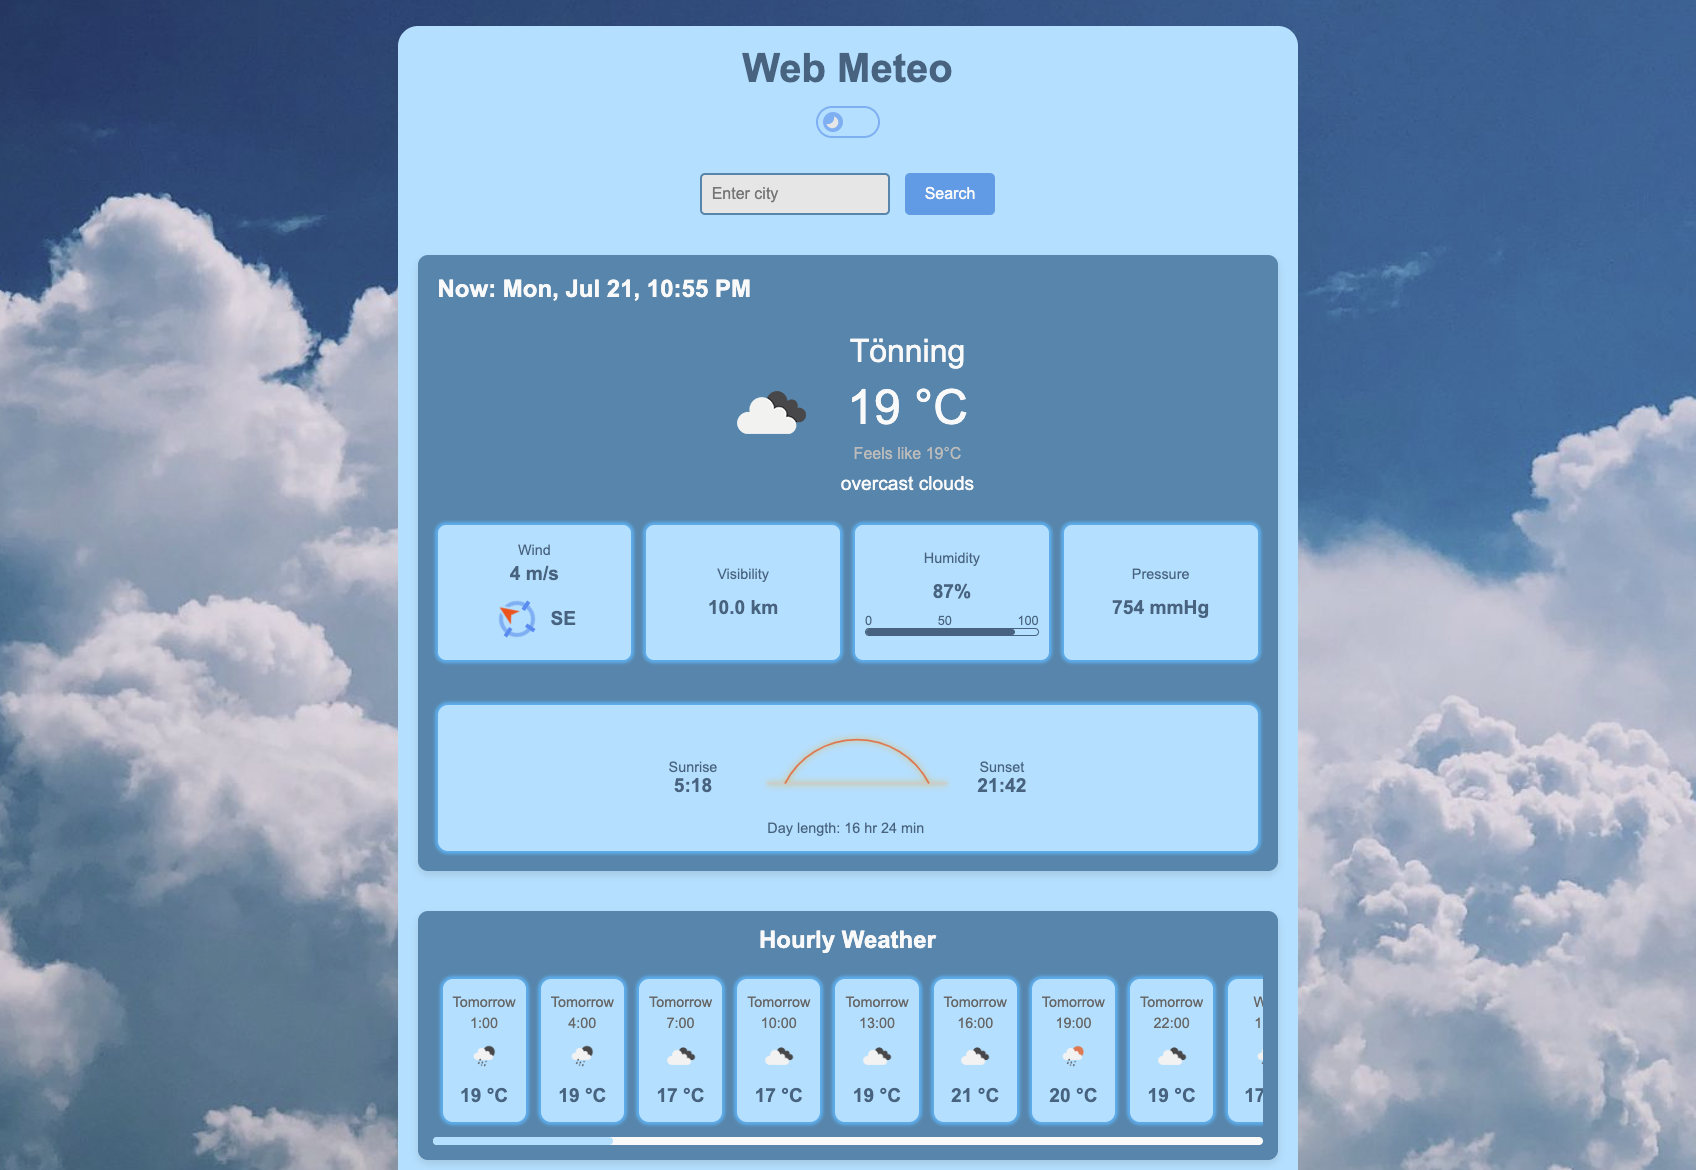 Web Meteo
Enter city
Search
Now: Mon, Jul 21, 10:55 PM
Tönning
19 °C
Feels like 19°C
overcast clouds
Wind
4 m/s
SE
Visibility
10.0 km
Humidity
87%
0 50 100
Pressure
754 mmHg
Sunrise
5:18
Sunset
21:42
Day length: 16 hr 24 min
Hourly Weather
Tomorrow
1:00
19 °C
Tomorrow
4:00
19 °C
Tomorrow
7:00
17 °C
Tomorrow
10:00
17 °C
Tomorrow
13:00
19 °C
Tomorrow
16:00
21 °C
Tomorrow
19:00
20 °C
Tomorrow
22:00
19 °C
17